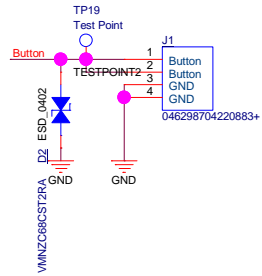 TP19
Test Point
J1
Button
1
Button
2
Button
TESTPOINT2
3
GND
4
GND
046298704220883+
ESD_0402
D2
VMNZC68CST2RA
GND
GND